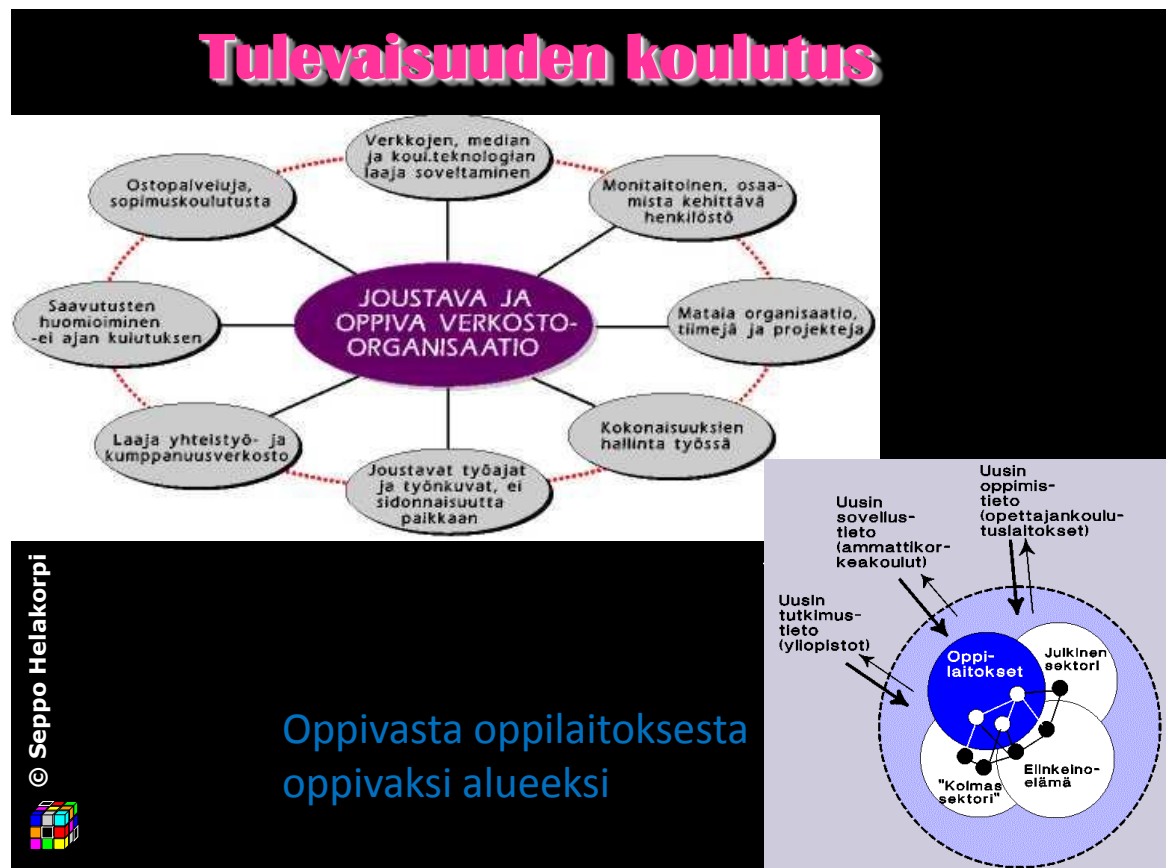 Tulevaisuuden koulutus
Verkkojen, median
ja koul.teknologian
laaja soveltaminen
Ostopalveluja,
sopimuskoulutusta
Monitaitoinen, osaa-
mista kehittävä
henkilöstö
Saavutusten
huomioiminen
-ei ajan kulutuksen
JOUSTAVA JA
OPPIVA VERKOSTO-
ORGANISAATIO
Matala organisaatio,
tiimejä ja projekteja
Laaja yhteistyö- ja
kumppanuusverkosto
Joustavat työajat
ja työnkuvat, ei
sidonnaisuutta
paikkaan
Kokonaisuuksien
hallinta työssä
© Seppo Helakorpi
Oppivasta oppilaitoksesta
oppivaksi alueeksi
Uusin
oppimis-
tieto
(opettajankoulu-
tuslaitokset)
Uusin
sovellus-
tieto
(ammattikor-
keakoulut)
Uusin
tutkimus-
tieto
(yliopistot)
Oppi-
laitokset
Julkinen
sektori
"Kolmas
sektori"
Elinkeino-
elämä